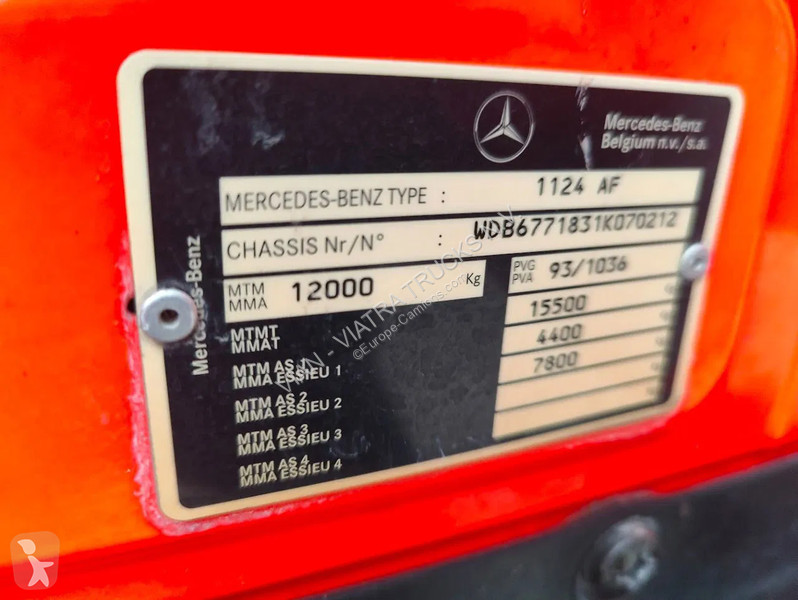 Mercedes-Benz
Belgium n.v./s.a.
MERCEDES-BENZ TYPE : 1124 AF
CHASSIS Nr/N° : WDB6771831K070212
MTM
MMA 12000 Kg
PVG
PVA 93/1036
MTMT
MMAT 15500
MTM AS 1
MMA ESSIEU 1 4400
MTM AS 2
MMA ESSIEU 2 7800
MTM AS 3
MMA ESSIEU 3
MTM AS 4
MMA ESSIEU 4
Mercedes-Benz
VIATRA TRUCKS
©Europe-Camions.com